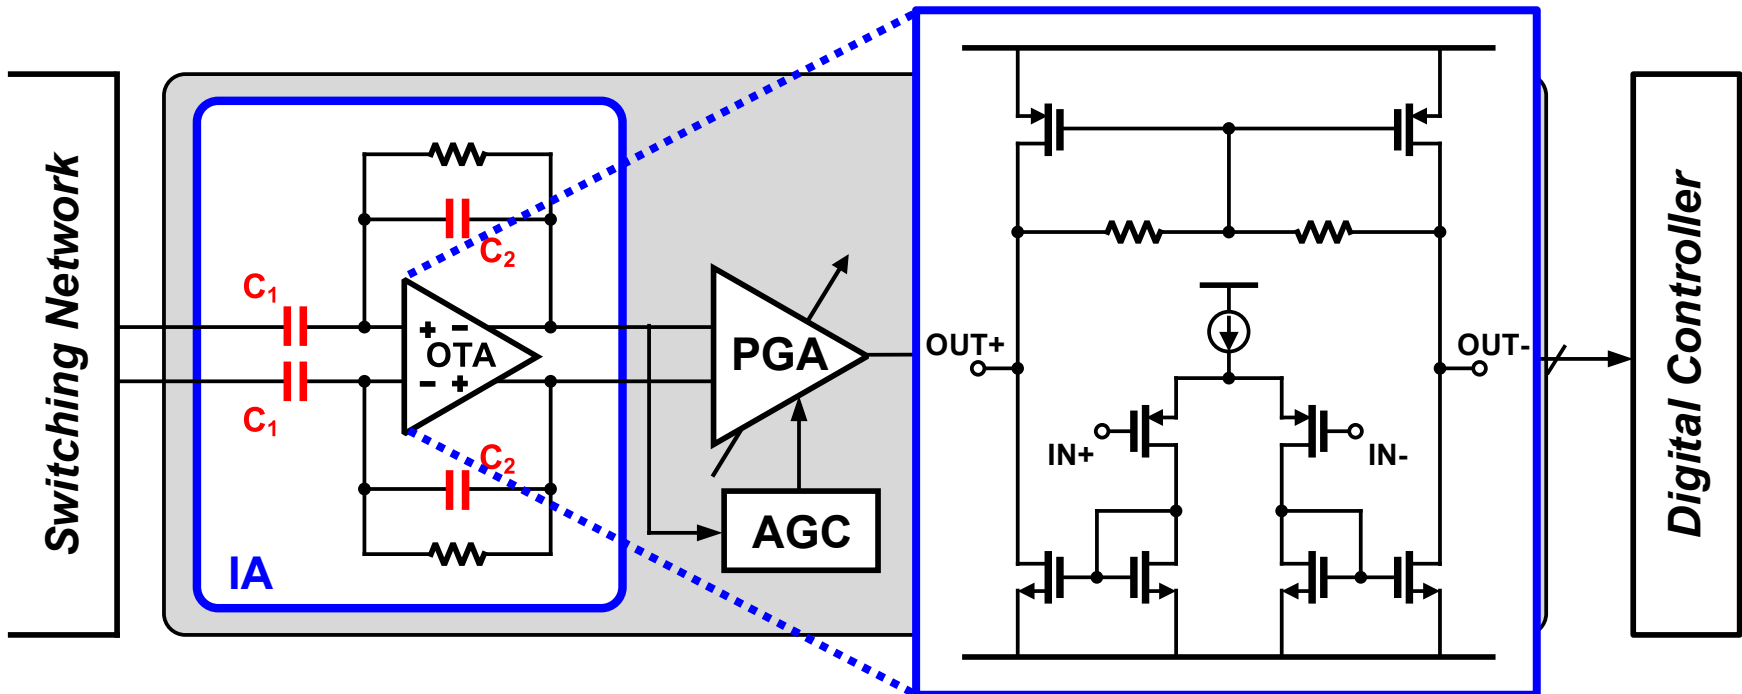 Switching Network
C1
C1
C2
+ −
OTA
− +
C2
IA
PGA
AGC
OUT+
OUT-
IN+
IN-
Digital Controller